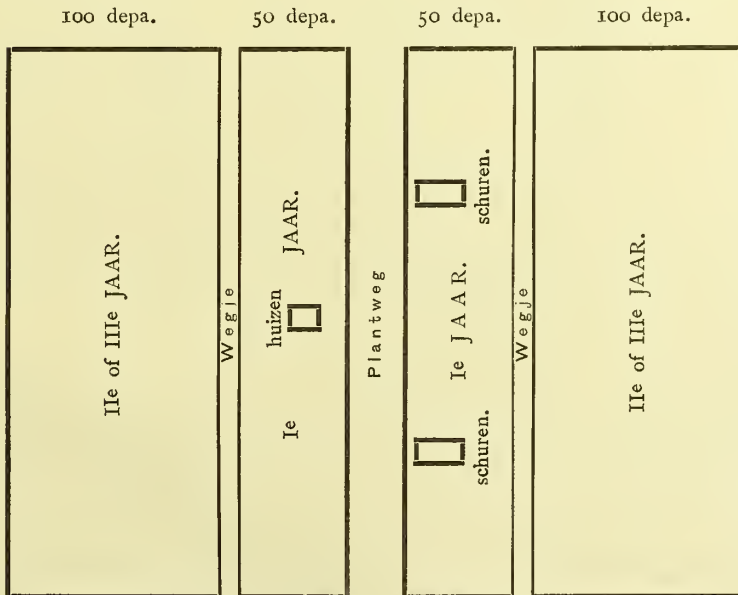 100 depa.
50 depa.
50 depa.
100 depa.
IIe of IIIe JAAR.
Wegje
Ie JAAR.
huizen
Plantweg
schuren.
Ie JAAR.
schuren.
Wegje
IIe of IIIe JAAR.